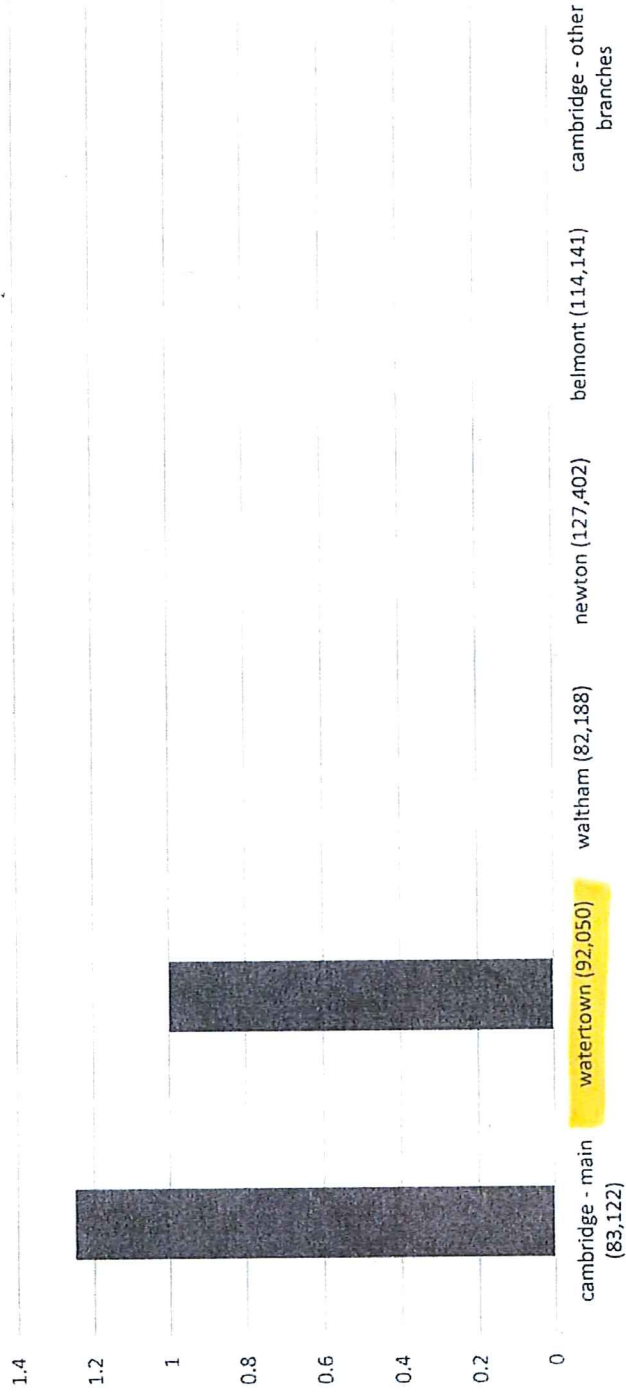 1.4
1.2
1
0.8
0.6
0.4
0.2
0
cambridge - main
(83,122)
watertown (92,050)
waltham (82,188)
newton (127,402)
belmont (114,141)
cambridge - other
branches